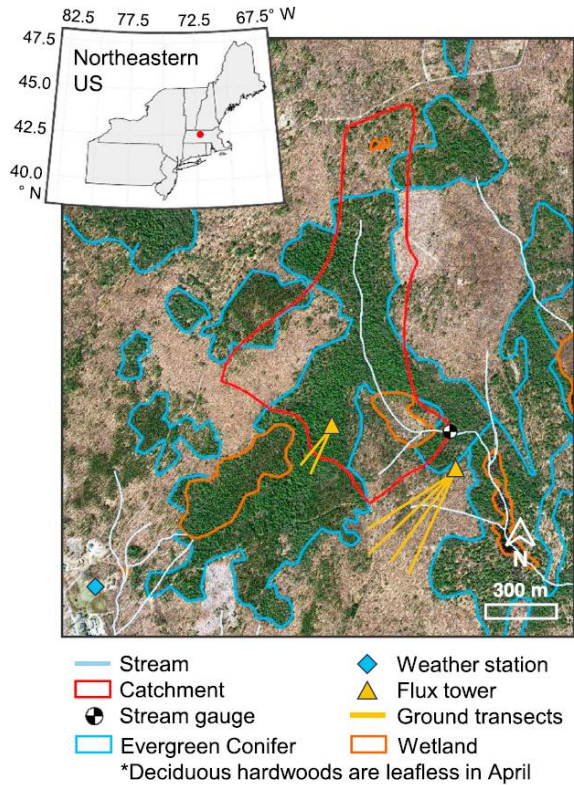 82.5 77.5 72.5 67.5° W
47.5
45.0
42.5
40.0
° N
Northeastern
US
N
300 m
Stream
Weather station
Catchment
Flux tower
Stream gauge
Ground transects
Evergreen Conifer
Wetland
*Deciduous hardwoods are leafless in April